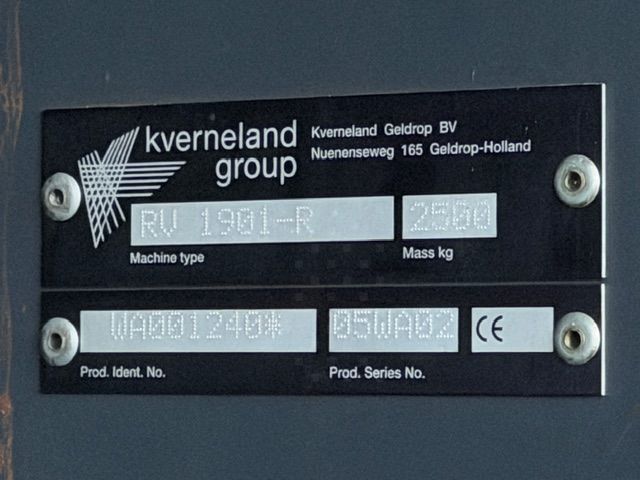 kverneland
group
Kverneland Geldrop BV
Nuenenseweg 165 Geldrop-Holland
RV 1901-R
2500
Machine type
Mass kg
WA001240*
05WA02
CE
Prod. Ident. No.
Prod. Series No.